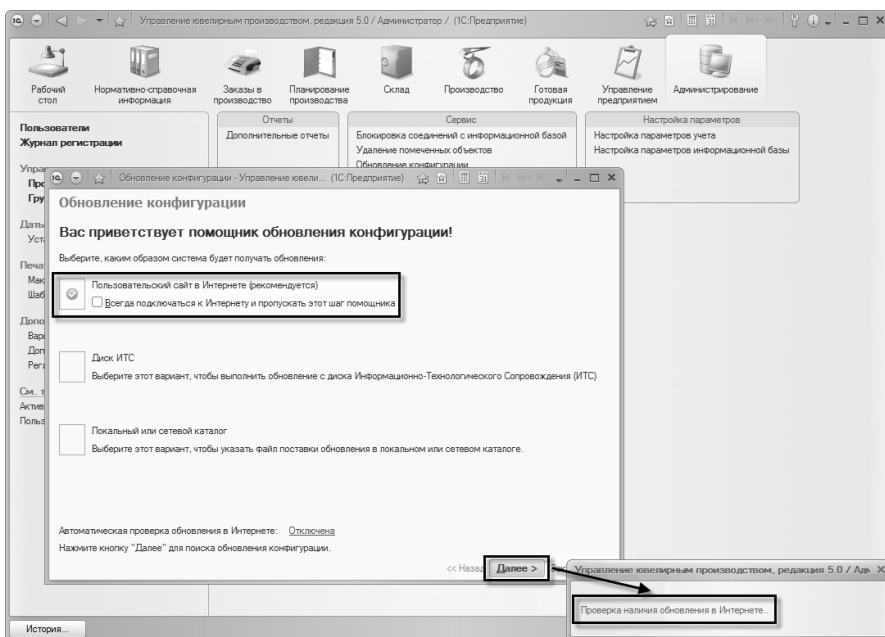 Управление ювелирным производством, редакция 5.0 / Администратор / (1С:Предприятие)
M M+ M-
Рабочий стол
Нормативно-справочная информация
Заказы в производство
Планирование производства
Склад
Производство
Готовая продукция
Управление предприятием
Администрирование
Пользователи
Журнал регистрации
Отчеты
Дополнительные отчеты
Сервис
Блокировка соединений с информационной базой
Удаление помеченных объектов
Обновление конфигурации
Настройка параметров
Настройка параметров учета
Настройка параметров информационной базы
Обновление конфигурации - Управление ювели... (1С:Предприятие)
M M+ M-
Обновление конфигурации
Вас приветствует помощник обновления конфигурации!
Выберите, каким образом система будет получать обновления:
Пользовательский сайт в Интернете (рекомендуется)
Всегда подключаться к Интернету и пропускать этот шаг помощника
Диск ИТС
Выберите этот вариант, чтобы выполнить обновление с диска Информационно-Технологического Сопровождения (ИТС)
Локальный или сетевой каталог
Выберите этот вариант, чтобы указать файл поставки обновления в локальном или сетевом каталоге.
Автоматическая проверка обновления в Интернете: Отключена
Нажмите кнопку "Далее" для поиска обновления конфигурации.
<< Назад
Далее >
Управление ювелирным производством, редакция 5.0 / Адм
Проверка наличия обновления в Интернете..
История...